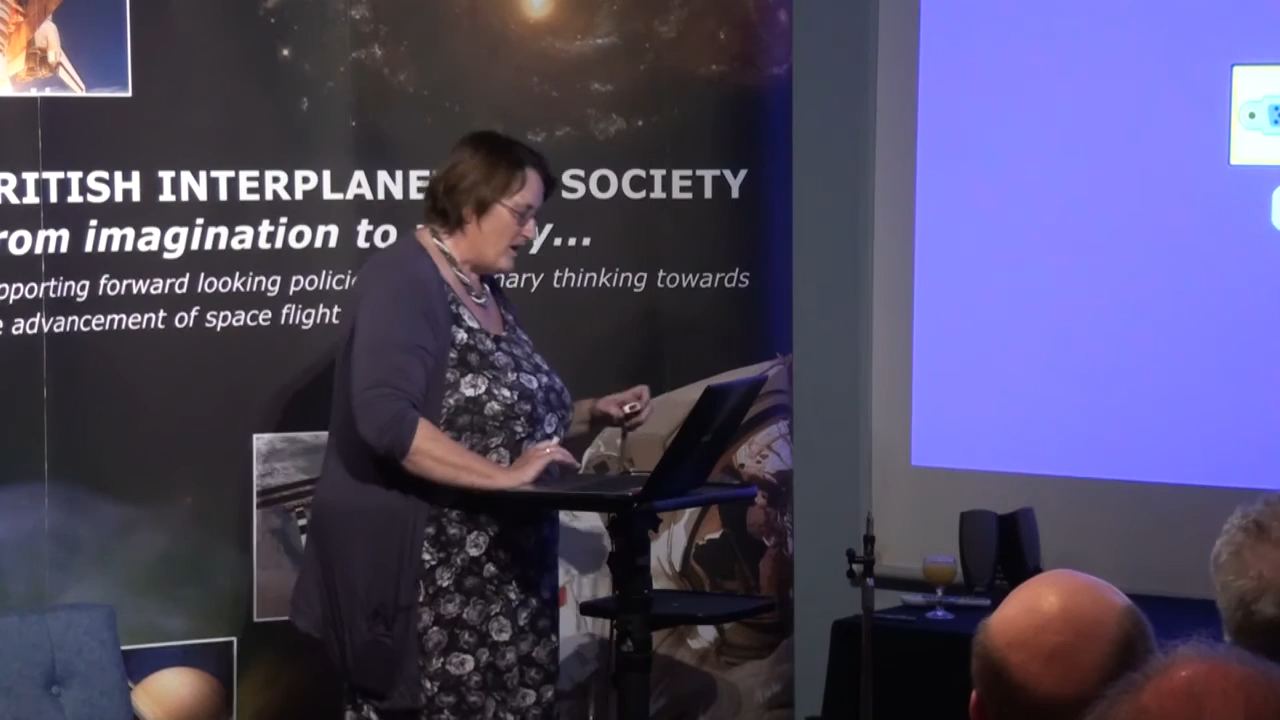 RITISH INTERPLANE SOCIETY
rom imagination to y...
pporting forward looking polici nary thinking towards
e advancement of space flight